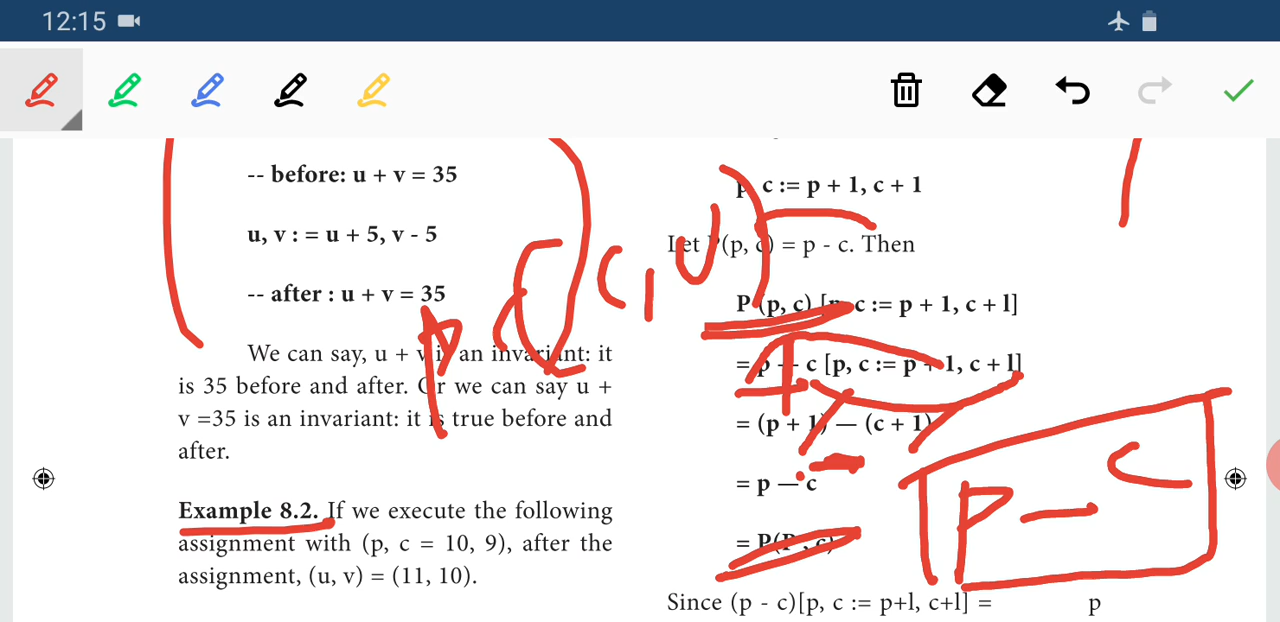 12:15
-- before: u + v = 35
u, v : = u + 5, v - 5
-- after : u + v = 35
We can say, u + v is an invariant: it
is 35 before and after. Or we can say u +
v =35 is an invariant: it is true before and
after.
Example 8.2. If we execute the following
assignment with (p, c = 10, 9), after the
assignment, (u, v) = (11, 10).
p, c := p + 1, c + 1
Let P(p, c) = p - c. Then
P (p, c) [p, c := p + 1, c + l]
= p - c [p, c := p + 1, c + l]
= (p + 1) — (c + 1)
= p — c
= P(P , c)
Since (p - c)[p, c := p+l, c+l] = p
p
(c, v)
P — C